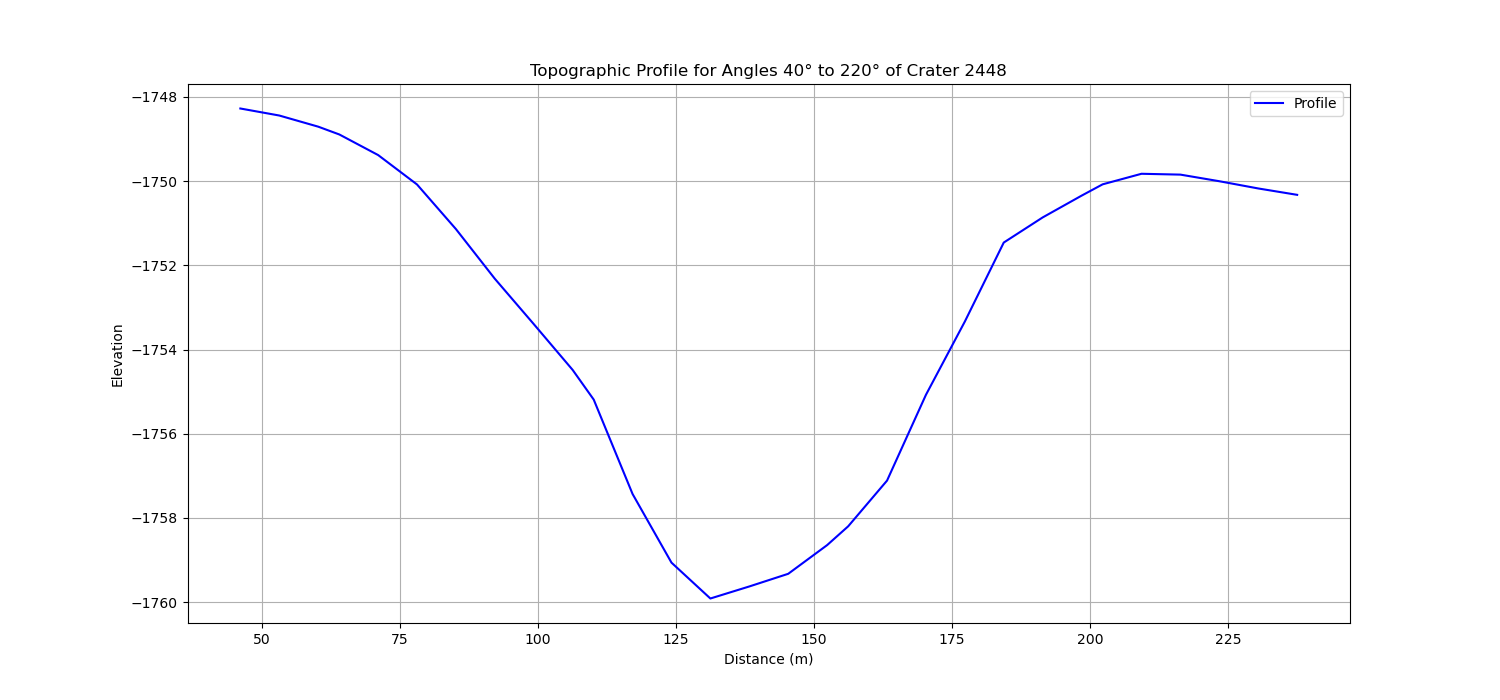 Topographic Profile for Angles 40° to 220° of Crater 2448
Profile
−1748
−1750
−1752
−1754
−1756
−1758
−1760
Elevation
50 75 100 125 150 175 200 225
Distance (m)